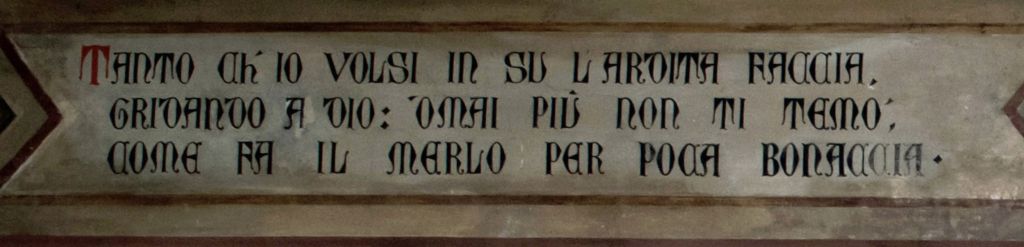 TANTO CH' IO VOLSI IN SU L'ARDITA FACCIA,
GRIDANDO A DIO: 'OMAI PIÙ NON TI TEMO,'
COME FA IL MERLO PER POCA BONACCIA.